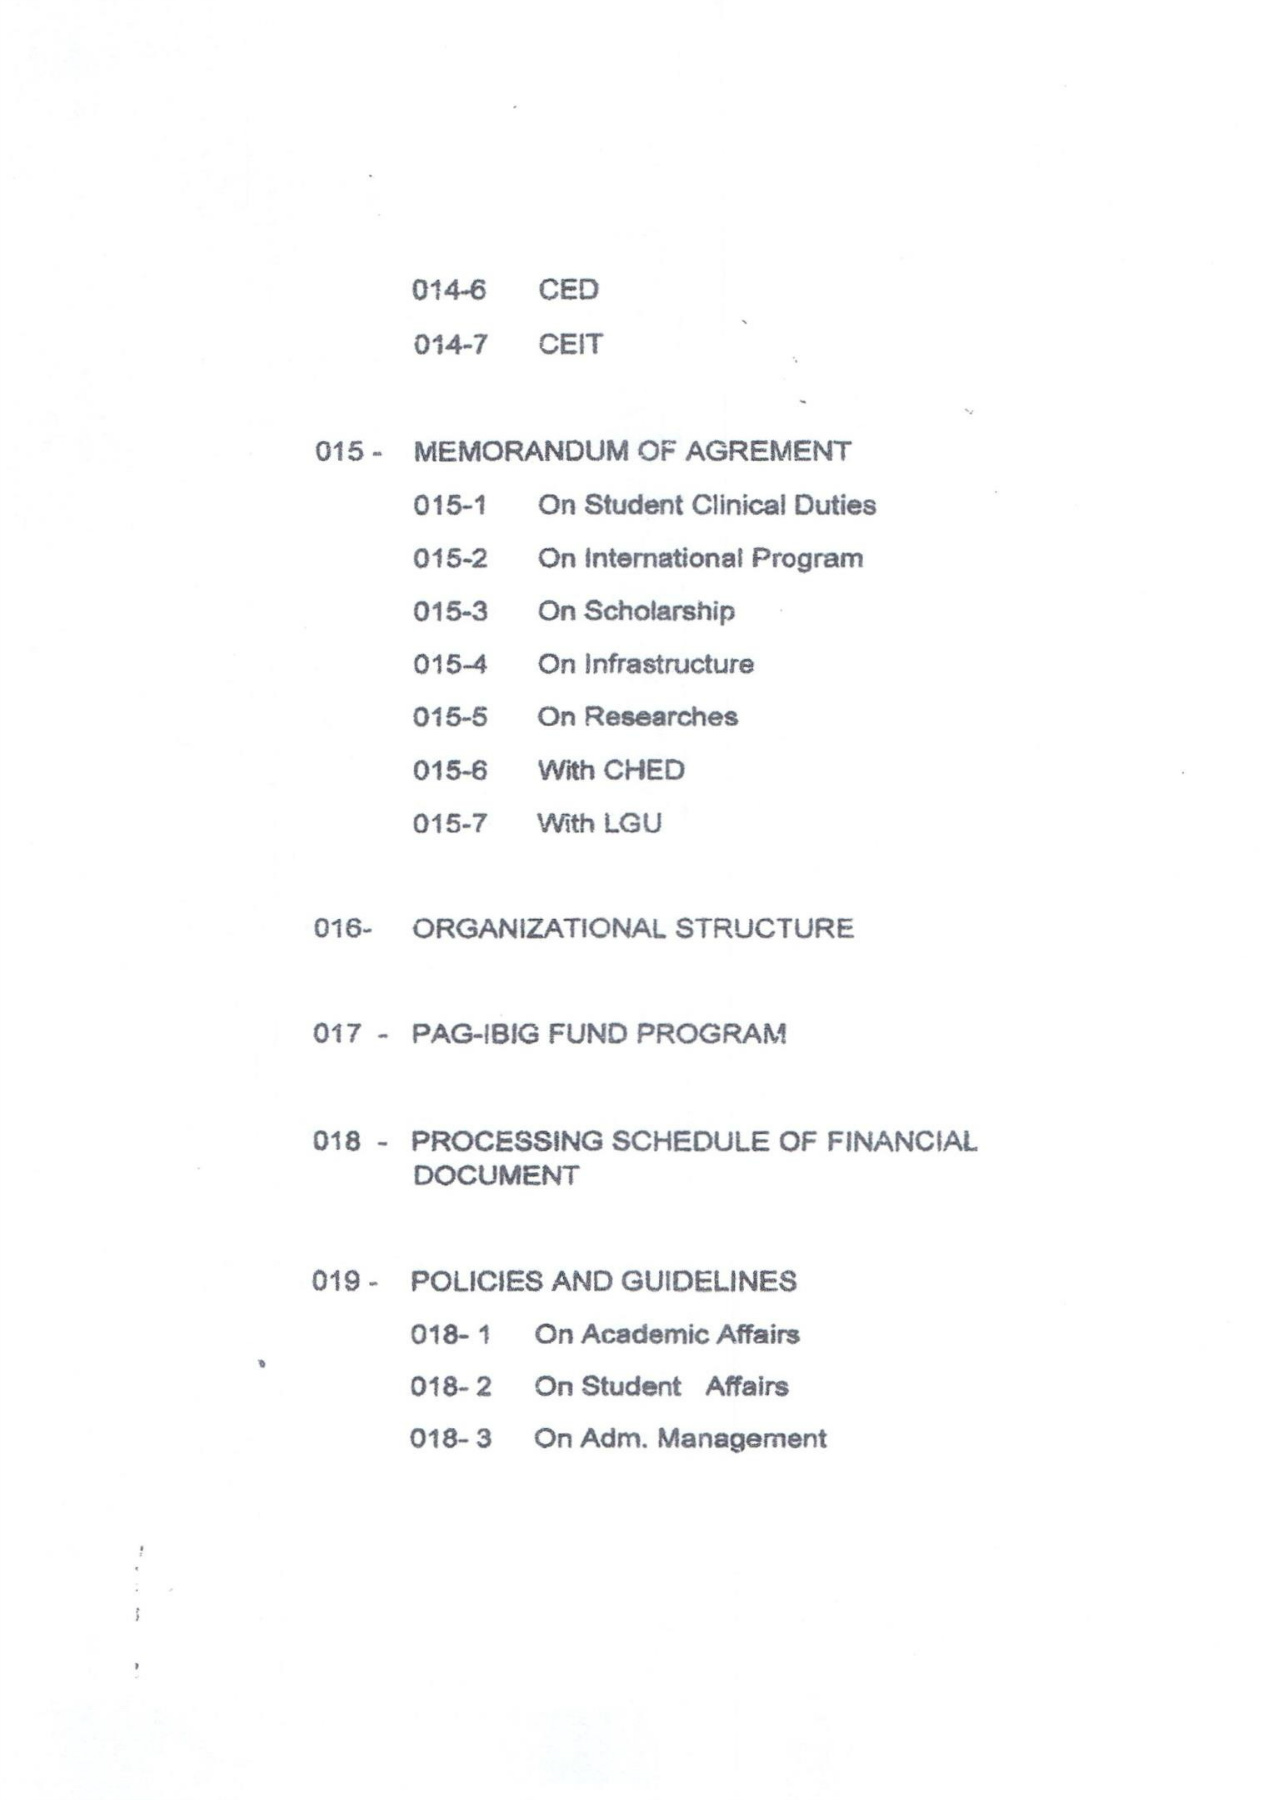 014-6 CED
014-7 CEIT
015 - MEMORANDUM OF AGREMENT
015-1 On Student Clinical Duties
015-2 On International Program
015-3 On Scholarship
015-4 On Infrastructure
015-5 On Researches
015-6 With CHED
015-7 With LGU
016- ORGANIZATIONAL STRUCTURE
017 - PAG-IBIG FUND PROGRAM
018 - PROCESSING SCHEDULE OF FINANCIAL
DOCUMENT
019 - POLICIES AND GUIDELINES
018- 1 On Academic Affairs
018- 2 On Student Affairs
018- 3 On Adm. Management